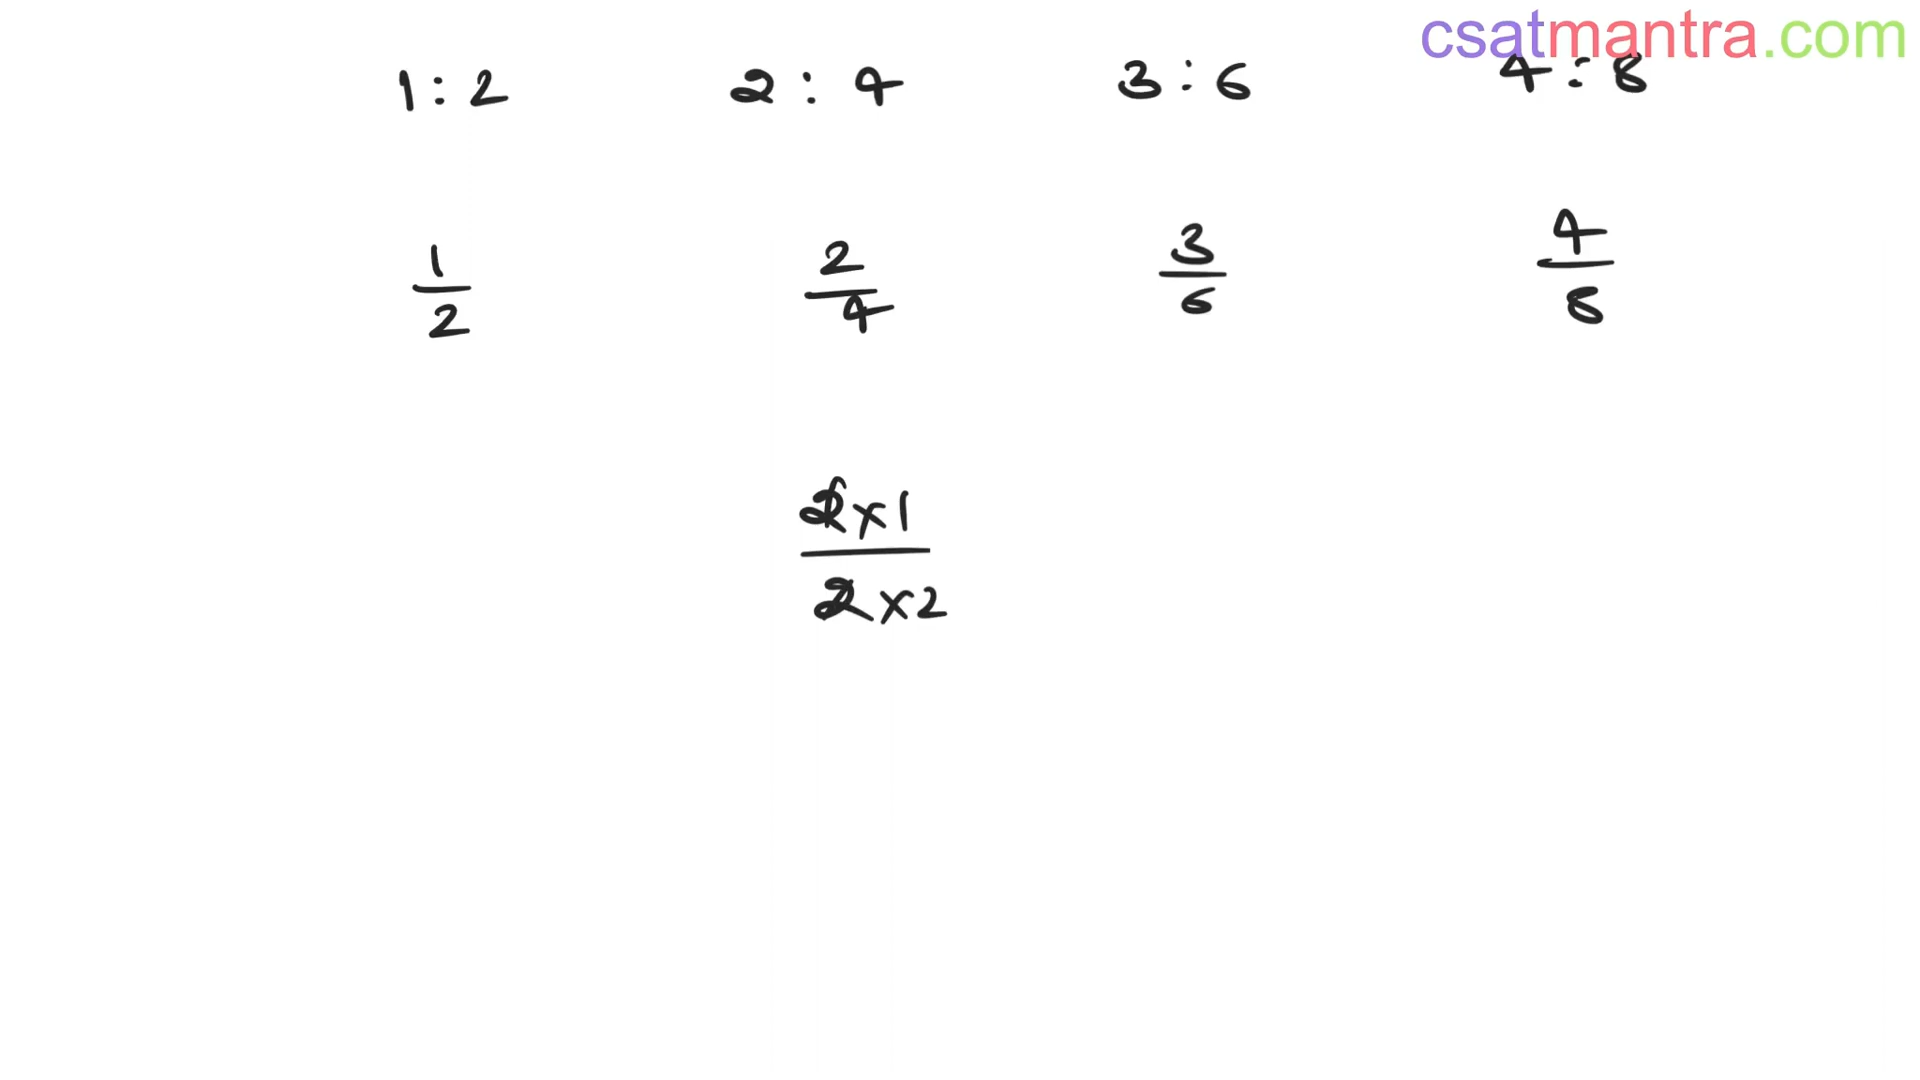 csatmantra.com
1 : 2 2 : 4 3 : 6 4 : 8
1/2 2/4 3/6 4/8
2 x 1
2 x 2